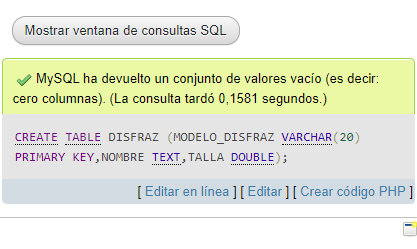 Mostrar ventana de consultas SQL
MySQL ha devuelto un conjunto de valores vacío (es decir:
cero columnas). (La consulta tardó 0,1581 segundos.)
CREATE TABLE DISFRAZ (MODELO_DISFRAZ VARCHAR(20)
PRIMARY KEY,NOMBRE TEXT,TALLA DOUBLE);
[ Editar en línea ] [ Editar ] [ Crear código PHP ]